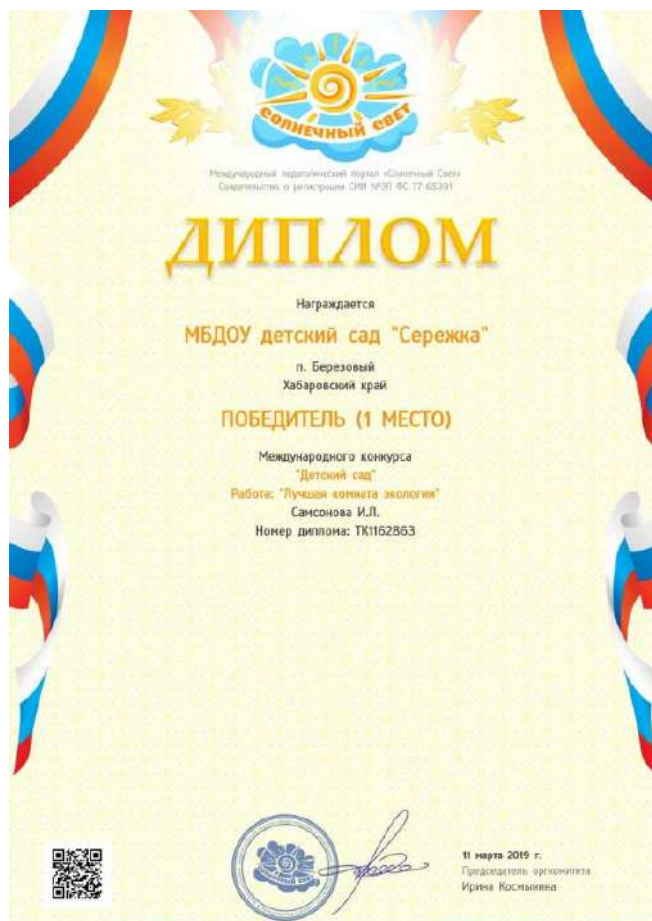 СОЛНЕЧНЫЙ СВЕТ
Международный педагогический портал «Солнечный Свет»
Свидетельство о регистрации СМИ №ЭЛ ФС 77-65391
ДИПЛОМ
Награждается
МБДОУ детский сад "Сережка"
п. Березовый
Хабаровский край
ПОБЕДИТЕЛЬ (1 МЕСТО)
Международного конкурса
"Детский сад"
Работа: "Лучшая комната экологии"
Самсонова И.Л.
Номер диплома: TK1162863
11 марта 2019 г.
Председатель оргкомитета
Ирина Космынина